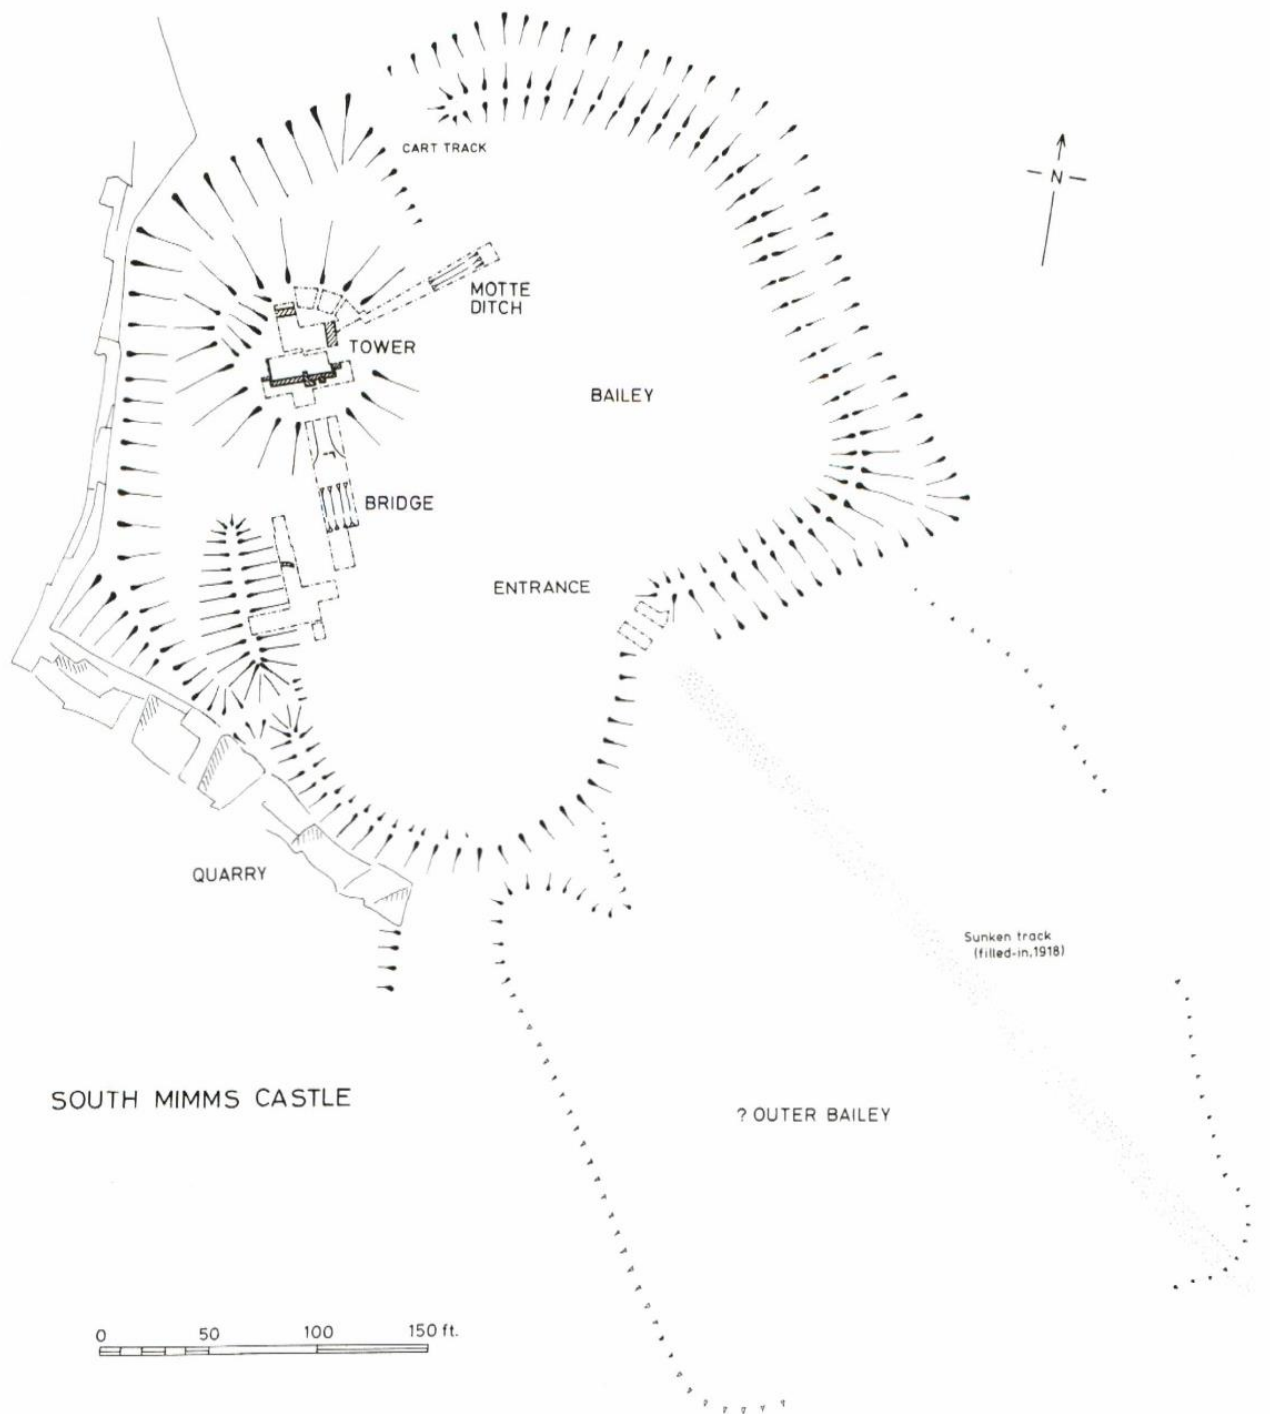 CART TRACK
N
MOTTE
DITCH
TOWER
BAILEY
BRIDGE
ENTRANCE
QUARRY
Sunken track
(filled-in, 1918)
SOUTH MIMMS CASTLE
? OUTER BAILEY
0 50 100 150 ft.